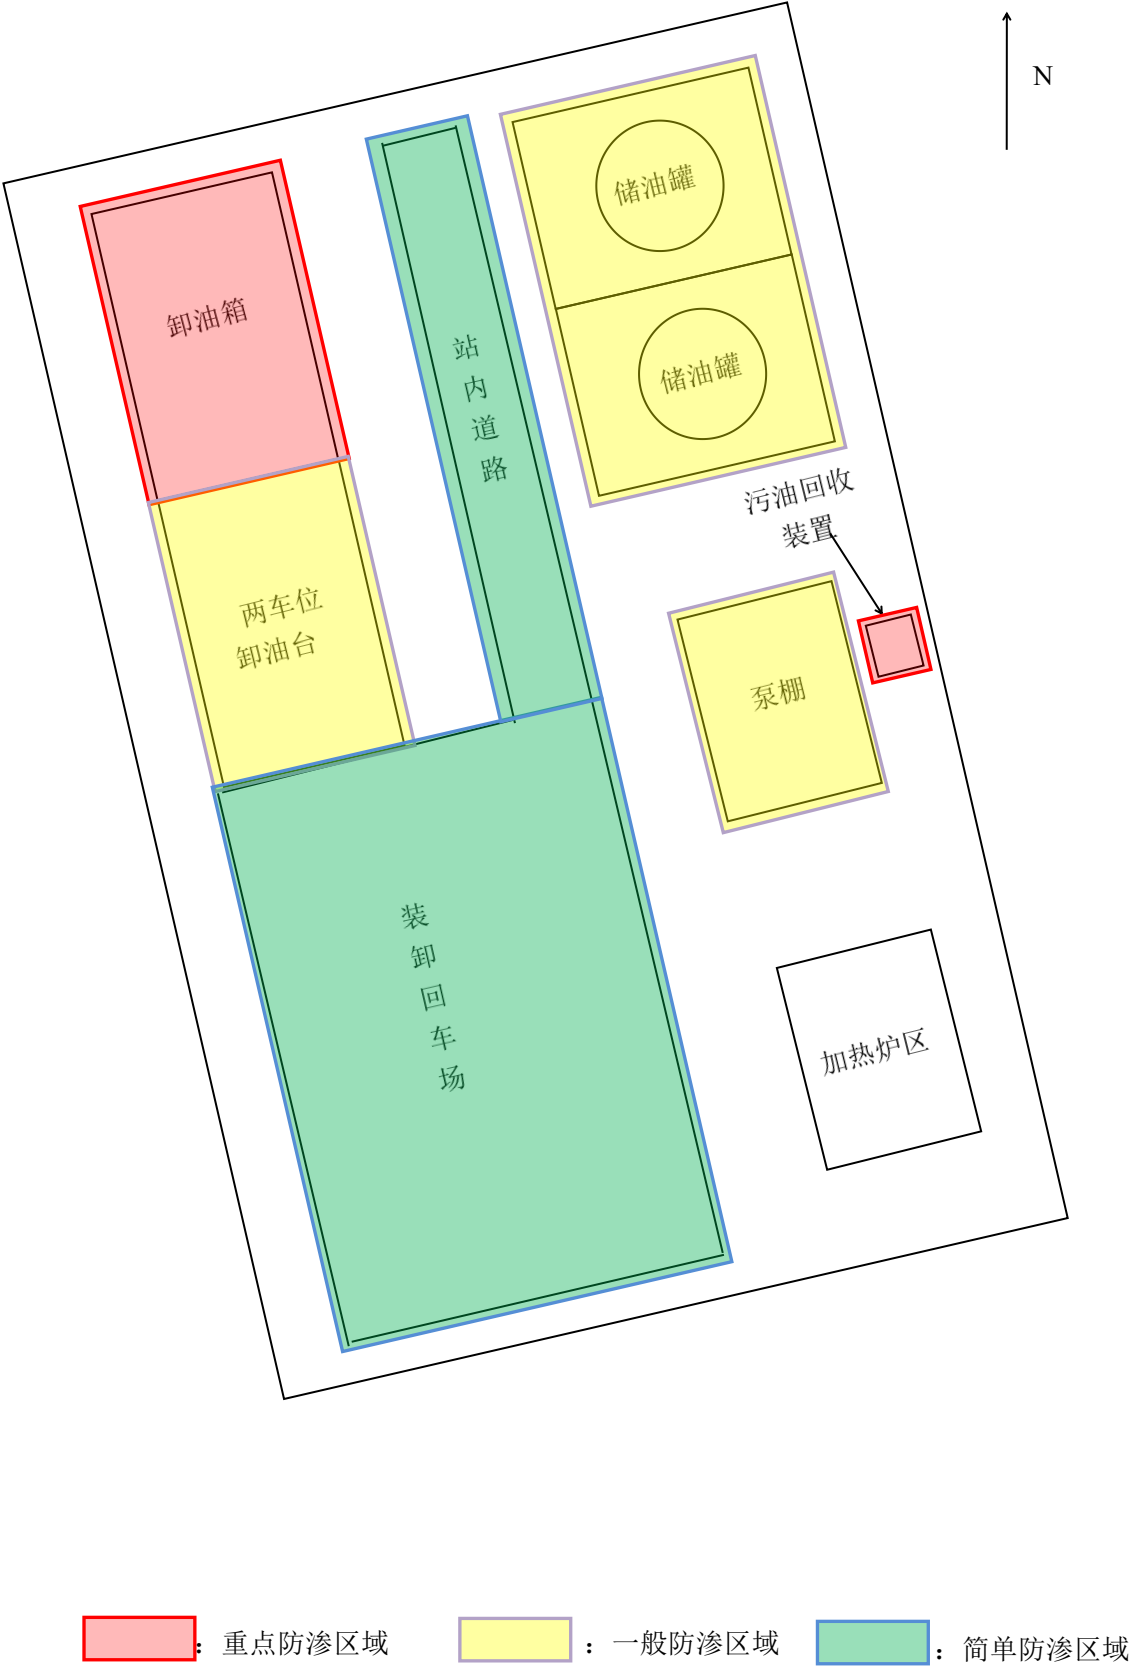 N
储油罐
卸油箱
站内道路
储油罐
污油回收
装置
两车位
卸油台
泵棚
装卸回车场
加热炉区
：重点防渗区域
：一般防渗区域
：简单防渗区域